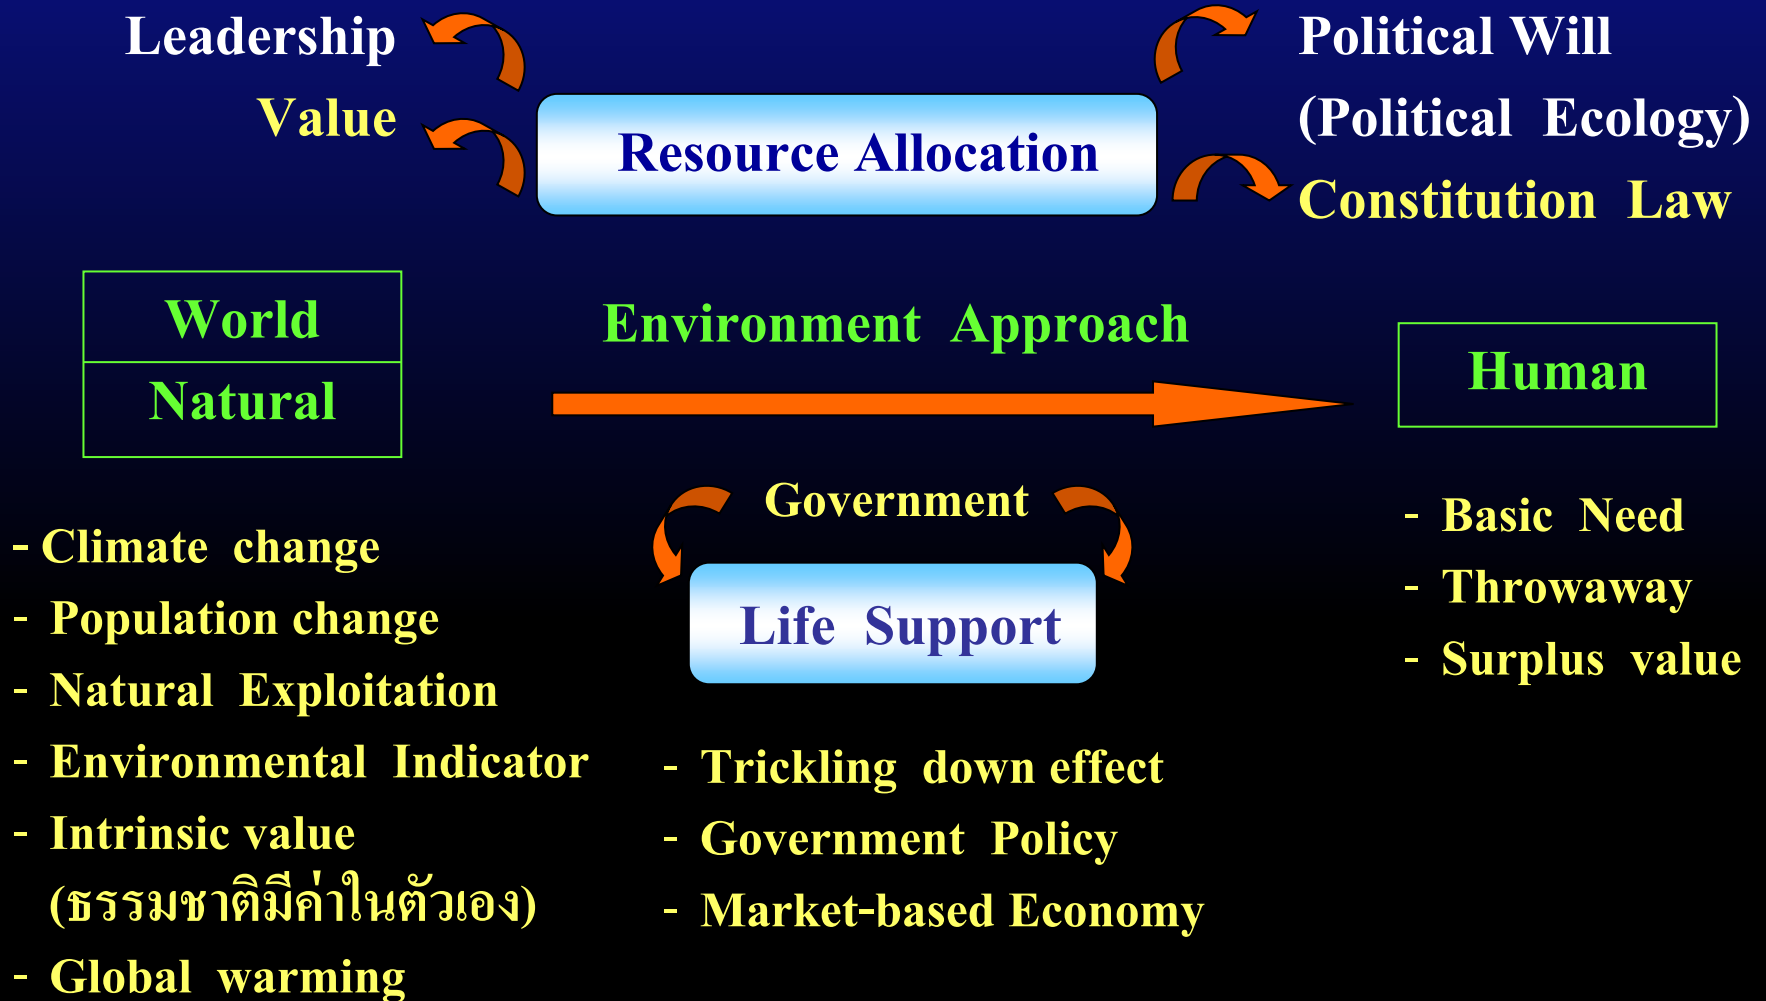 Leadership
Value
Resource Allocation
Political Will
(Political Ecology)
Constitution Law
World
Natural
Environment Approach
Human
- Climate change
- Population change
- Natural Exploitation
- Environmental Indicator
- Intrinsic value
(ธรรมชาติมีค่าในตัวเอง)
- Global warming
Government
Life Support
- Trickling down effect
- Government Policy
- Market-based Economy
- Basic Need
- Throwaway
- Surplus value